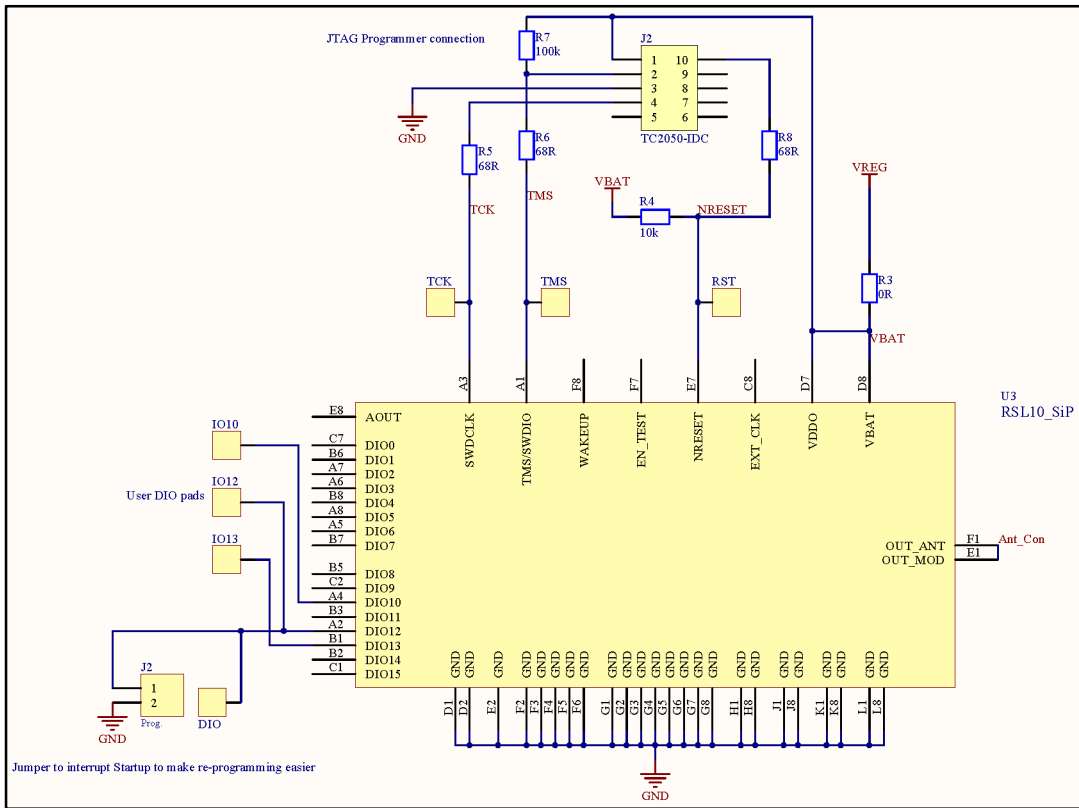 JTAG Programmer connection
R7
100k
J2
1 10
2 9
3 8
4 7
5 6
TC2050-IDC
GND
R5
68R
R6
68R
R8
68R
VREG
VBAT
TMS
TCK
R4
10k
NRESET
R3
0R
VBAT
TCK
TMS
RST
A3
A1
F8
F7
E7
C8
D7
D8
U3
RSL10_SiP
SWDCLK
TMS/SWDIO
WAKEUP
EN_TEST
NRESET
EXT_CLK
VDDO
VBAT
E8 AOUT
C7 DIO0
B6 DIO1
A7 DIO2
A6 DIO3
B8 DIO4
A8 DIO5
A5 DIO6
B7 DIO7
B5 DIO8
C2 DIO9
A4 DIO10
B3 DIO11
A2 DIO12
B1 DIO13
B2 DIO14
C1 DIO15
IO10
IO12
User DIO pads
IO13
OUT_ANT F1 Ant_Con
OUT_MOD E1
J2
1
2
Prog.
GND
DIO
GND GND GND GND GND GND GND GND GND GND GND GND GND GND GND GND GND GND GND GND GND GND GND GND
D1 D2 E2 F2 F3 F4 F5 F6 G1 G2 G3 G4 G5 G6 G7 G8 H1 H8 J1 J8 K1 K8 L1 L8
GND
Jumper to interrupt Startup to make re-programming easier